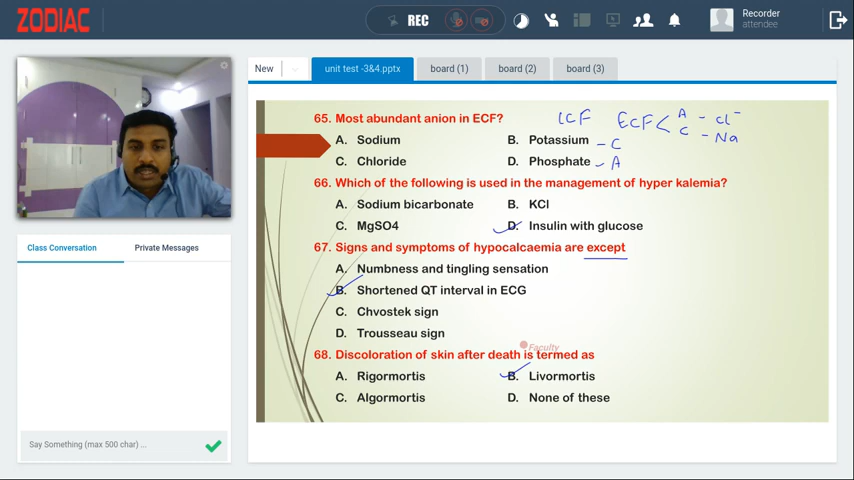 ZODIAC
REC
Recorder
attendee
New
unit test -3&4.pptx
board (1)
board (2)
board (3)
65. Most abundant anion in ECF?
ICF ECF < A - Cl-
C - Na
A. Sodium
B. Potassium - C
C. Chloride
D. Phosphate - A
66. Which of the following is used in the management of hyper kalemia?
A. Sodium bicarbonate
B. KCl
C. MgSO4
D. Insulin with glucose
67. Signs and symptoms of hypocalcaemia are except
A. Numbness and tingling sensation
B. Shortened QT interval in ECG
C. Chvostek sign
D. Trousseau sign
Faculty
68. Discoloration of skin after death is termed as
A. Rigormortis
B. Livormortis
C. Algormortis
D. None of these
Class Conversation
Private Messages
Say Something (max 500 char) ...